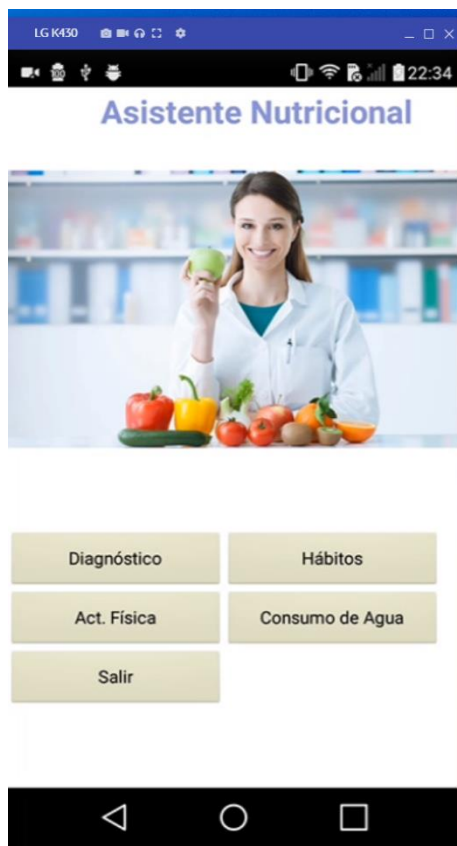 LG K430
22:34
Asistente Nutricional
Diagnóstico
Hábitos
Act. Física
Consumo de Agua
Salir